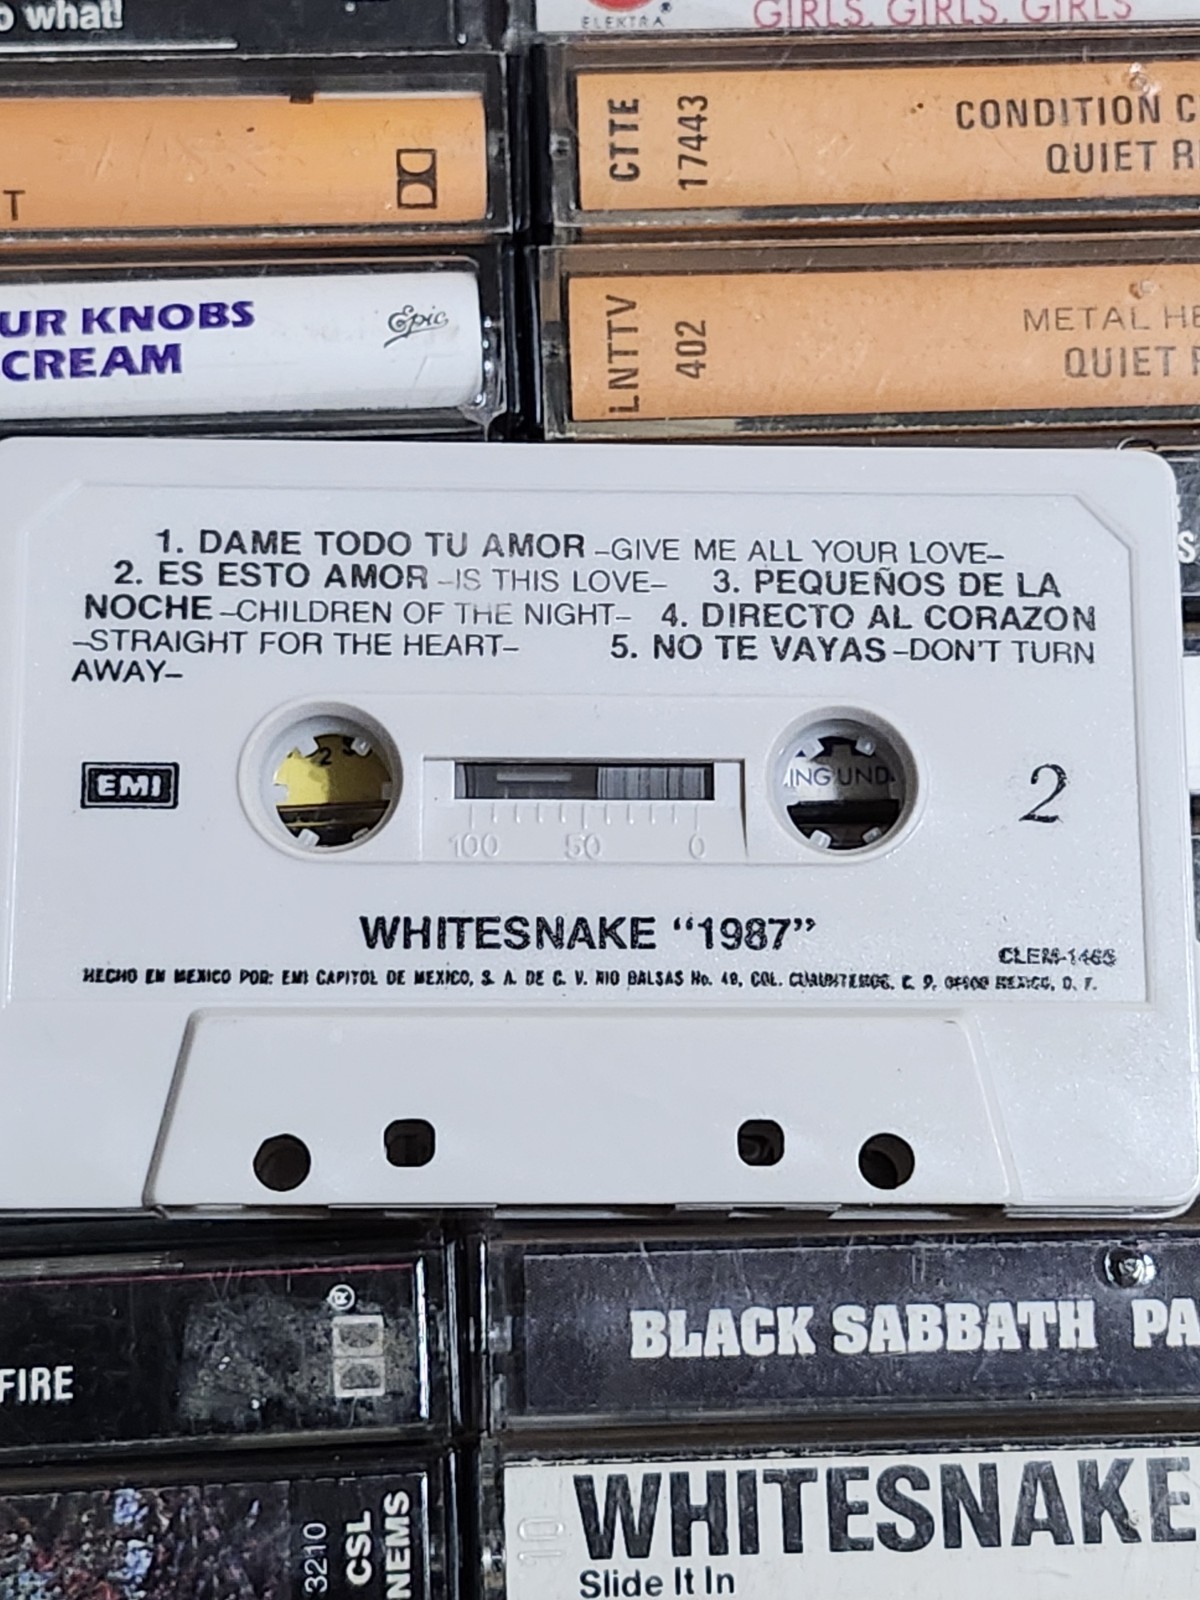 o what!
ELEKTRA
GIRLS, GIRLS, GIRLS
T
CTTE
17443
CONDITION C
QUIET R
UR KNOBS
CREAM
Epic
LNTTV
402
METAL HE
QUIET
1. DAME TODO TU AMOR –GIVE ME ALL YOUR LOVE–
2. ES ESTO AMOR –IS THIS LOVE– 3. PEQUEÑOS DE LA
NOCHE –CHILDREN OF THE NIGHT– 4. DIRECTO AL CORAZON
–STRAIGHT FOR THE HEART– 5. NO TE VAYAS –DON'T TURN
AWAY–
EMI
2
ING UND
2
100 50 0
WHITESNAKE “1987”
HECHO EN MEXICO POR: EMI CAPITOL DE MEXICO, S. A. DE C. V. RIO BALSAS No. 49, COL.
FIRE
BLACK SABBATH PA
3210
CSL
NEMS
10
WHITESNAKE
Slide It In